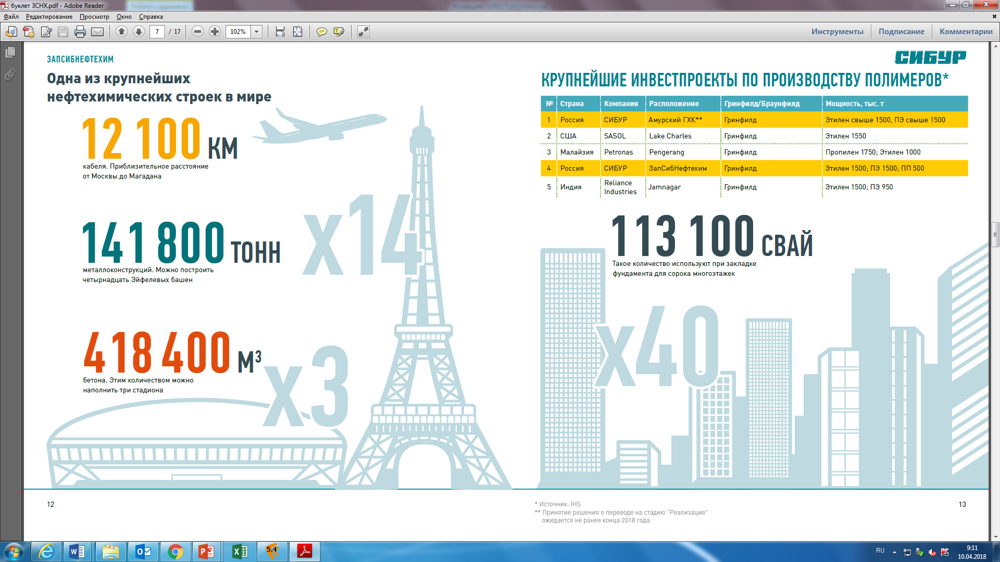 буклет ЗСНХ.pdf - Adobe Reader
Файл Редактирование Просмотр Окно Справка
7 / 17 102% Инструменты Подписание Комментарии
ЗАПСИБНЕФТЕХИМ
Одна из крупнейших
нефтехимических строек в мире
12 100 КМ
кабеля. Приблизительное расстояние
от Москвы до Магадана
x14
141 800 ТОНН
металлоконструкций. Можно построить
четырнадцать Эйфелевых башен
418 400 М³
бетона. Этим количеством можно
наполнить три стадиона
x3
12
СИБУР
КРУПНЕЙШИЕ ИНВЕСТПРОЕКТЫ ПО ПРОИЗВОДСТВУ ПОЛИМЕРОВ*
№ Страна Компания Расположение Гринфилд/Браунфилд Мощность, тыс. т
1 Россия СИБУР Амурский ГХК** Гринфилд Этилен свыше 1500, ПЭ свыше 1500
2 США SASOL Lake Charles Гринфилд Этилен 1550
3 Малайзия Petronas Pengerang Гринфилд Пропилен 1750; Этилен 1000
4 Россия СИБУР ЗапСибНефтехим Гринфилд Этилен 1500; ПЭ 1500; ПП 500
5 Индия Reliance Industries Jamnagar Гринфилд Этилен 1500; ПЭ 950
113 100 СВАЙ
Такое количество используют при закладке
фундамента для сорока многоэтажек
x40
* Источник: IHS
** Принятие решения о переводе на стадию "Реализация"
ожидается не ранее конца 2018 года.
13
5.4
RU
9:11
10.04.2018